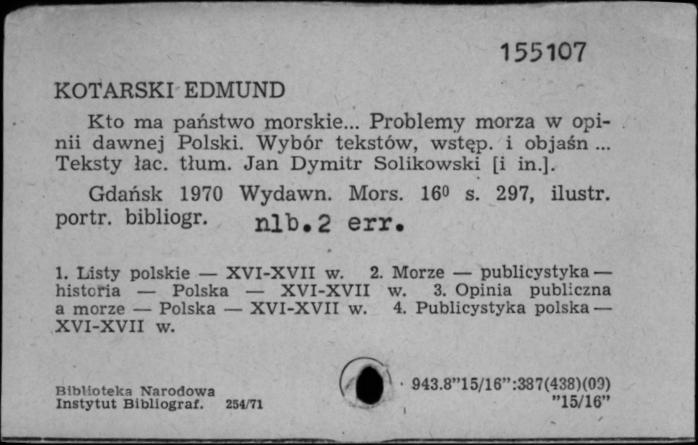 155107
KOTARSKI EDMUND
Kto ma państwo morskie... Problemy morza w opi-
nii dawnej Polski. Wybór tekstów, wstęp. i objaśn ...
Teksty łac. tłum. Jan Dymitr Solikowski [i in.].
Gdańsk 1970 Wydawn. Mors. 16⁰ s. 297, ilustr.
portr. bibliogr. nlb.2 err.
1. Listy polskie — XVI-XVII w. 2. Morze — publicystyka —
historia — Polska — XVI-XVII w. 3. Opinia publiczna
a morze — Polska — XVI-XVII w. 4. Publicystyka polska —
XVI-XVII w.
943.8"15/16":387(438)(09)
"15/16"
Biblioteka Narodowa
Instytut Bibliograf. 254/71